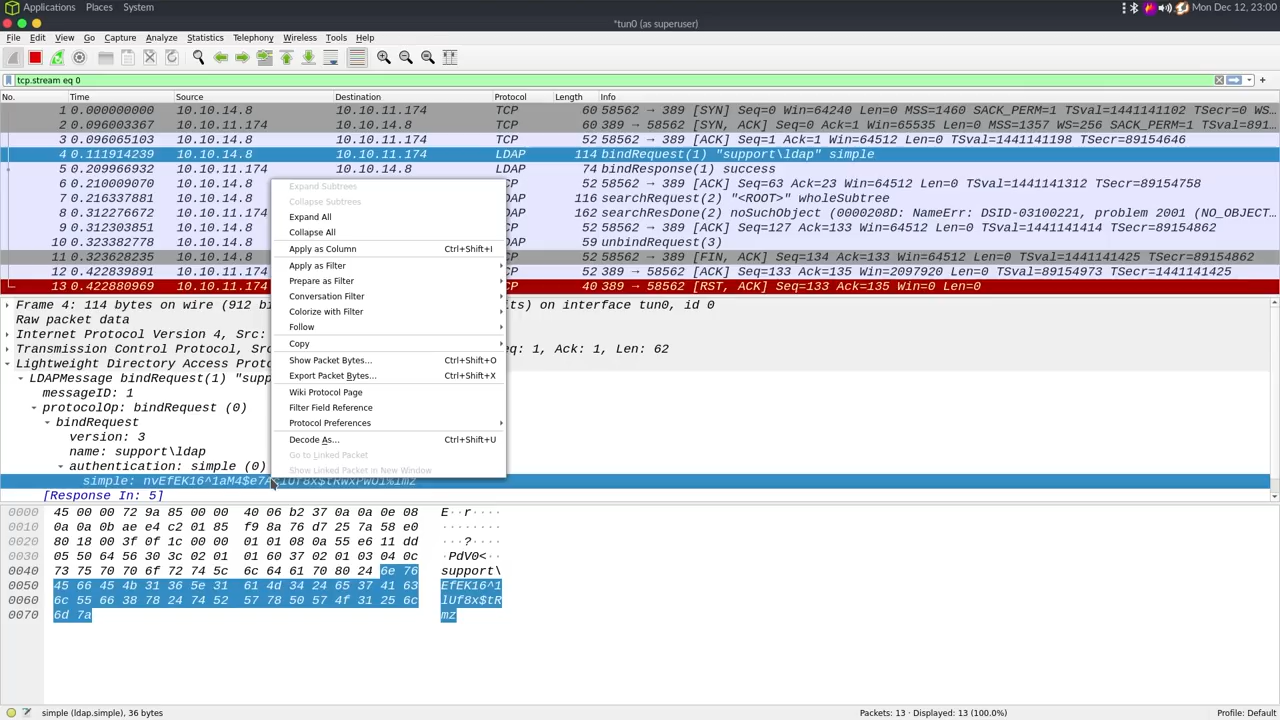 Applications Places System Mon Dec 12, 23:00
*tun0 (as superuser)
File Edit View Go Capture Analyze Statistics Telephony Wireless Tools Help
tcp.stream eq 0
No. Time Source Destination Protocol Length Info
1 0.000000000 10.10.14.8 10.10.11.174 TCP 60 58562 → 389 [SYN] Seq=0 Win=64240 Len=0 MSS=1460 SACK_PERM=1 TSval=1441141102 TSecr=0 WS...
2 0.096003367 10.10.11.174 10.10.14.8 TCP 60 389 → 58562 [SYN, ACK] Seq=0 Ack=1 Win=65535 Len=0 MSS=1357 WS=256 SACK_PERM=1 TSval=891...
3 0.096065103 10.10.14.8 10.10.11.174 TCP 52 58562 → 389 [ACK] Seq=1 Ack=1 Win=64512 Len=0 TSval=1441141198 TSecr=89154646
4 0.111914239 10.10.14.8 10.10.11.174 LDAP 114 bindRequest(1) "support\ldap" simple
5 0.209966932 10.10.11.174 10.10.14.8 LDAP 74 bindResponse(1) success
6 0.210009070 10.10.14.8 CP 52 58562 → 389 [ACK] Seq=63 Ack=23 Win=64512 Len=0 TSval=1441141312 TSecr=89154758
7 0.216337881 10.10.14.8 DAP 116 searchRequest(2) "<ROOT>" wholeSubtree
8 0.312276672 10.10.11.174 DAP 162 searchResDone(2) noSuchObject (0000208D: NameErr: DSID-03100221, problem 2001 (NO_OBJECT...
9 0.312303851 10.10.14.8 CP 52 58562 → 389 [ACK] Seq=127 Ack=133 Win=64512 Len=0 TSval=1441141414 TSecr=89154862
10 0.323382778 10.10.14.8 DAP 59 unbindRequest(3)
11 0.323628235 10.10.14.8 CP 52 58562 → 389 [FIN, ACK] Seq=134 Ack=133 Win=64512 Len=0 TSval=1441141425 TSecr=89154862
12 0.422839891 10.10.11.174 CP 52 389 → 58562 [ACK] Seq=133 Ack=135 Win=2097920 Len=0 TSval=89154973 TSecr=1441141425
13 0.422880969 10.10.11.174 CP 40 389 → 58562 [RST, ACK] Seq=133 Ack=135 Win=0 Len=0
Expand Subtrees
Collapse Subtrees
Expand All
Collapse All
Apply as Column Ctrl+Shift+I
Apply as Filter
Prepare as Filter
Conversation Filter
Colorize with Filter
Follow
Copy
Show Packet Bytes... Ctrl+Shift+O
Export Packet Bytes... Ctrl+Shift+X
Wiki Protocol Page
Filter Field Reference
Protocol Preferences
Decode As... Ctrl+Shift+U
Go to Linked Packet
Show Linked Packet in New Window
Frame 4: 114 bytes on wire (912 bi its) on interface tun0, id 0
Raw packet data
Internet Protocol Version 4, Src:
Transmission Control Protocol, Src eq: 1, Ack: 1, Len: 62
Lightweight Directory Access Proto
LDAPMessage bindRequest(1) "supp
messageID: 1
protocolOp: bindRequest (0)
bindRequest
version: 3
name: support\ldap
authentication: simple (0)
simple:
[Response In: 5]
0000 45 00 00 72 9a 85 00 00 40 06 b2 37 0a 0a 0e 08 E··r····
0010 0a 0a 0b ae e4 c2 01 85 f9 8a 76 d7 25 7a 58 e0 ········
0020 80 18 00 3f 0f 1c 00 00 01 01 08 0a 55 e6 11 dd ···?····
0030 05 50 64 56 30 3c 02 01 01 60 37 02 01 03 04 0c ·PdV0<··
0040 73 75 70 70 6f 72 74 5c 6c 64 61 70 80 24 6e 76 support\
0050 45 66 45 4b 31 36 5e 31 61 4d 34 24 65 37 41 63 EfEK16^1
0060 6c 55 66 38 78 24 74 52 57 78 50 57 4f 31 25 6c lUf8x$tR
0070 6d 7a mz
simple (ldap.simple), 36 bytes Packets: 13 · Displayed: 13 (100.0%) Profile: Default